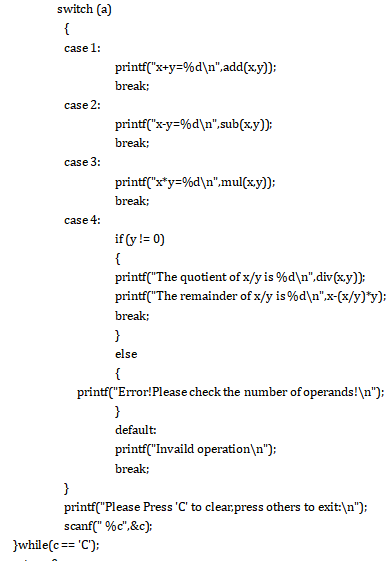 switch (a)
{
case 1:
printf("x+y=%d\n",add(x,y));
break;
case 2:
printf("x-y=%d\n",sub(x,y));
break;
case 3:
printf("x*y=%d\n",mul(x,y));
break;
case 4:
if (y != 0)
{
printf("The quotient of x/y is %d\n",div(x,y));
printf("The remainder of x/y is %d\n",x-(x/y)*y);
break;
}
else
{
printf("Error!Please check the number of operands!\n");
}
default:
printf("Invaild operation\n");
break;
}
printf("Please Press 'C' to clear,press others to exit:\n");
scanf(" %c",&c);
}while(c == 'C');